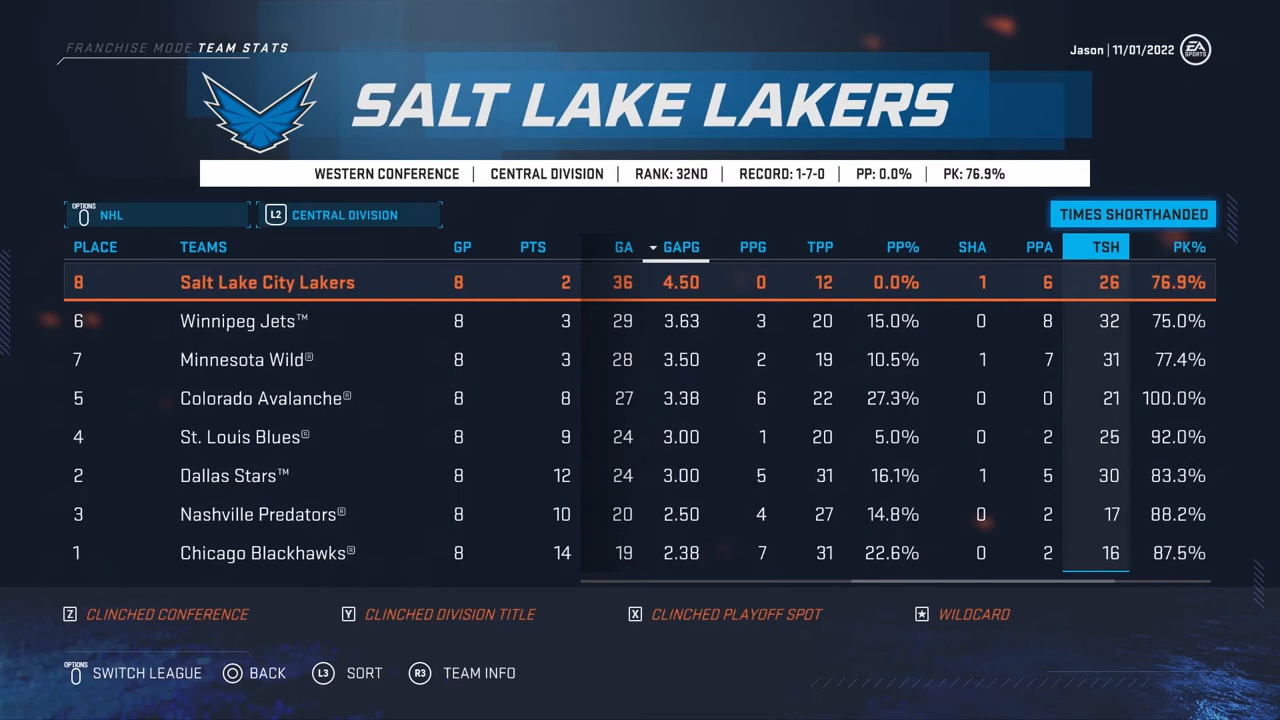 FRANCHISE MODE TEAM STATS
Jason | 11/01/2022 EA SPORTS
SALT LAKE LAKERS
WESTERN CONFERENCE | CENTRAL DIVISION | RANK: 32ND | RECORD: 1-7-0 | PP: 0.0% | PK: 76.9%
OPTIONS NHL L2 CENTRAL DIVISION TIMES SHORTHANDED
PLACE TEAMS GP PTS GA GAPG PPG TPP PP% SHA PPA TSH PK%
8 Salt Lake City Lakers 8 2 36 4.50 0 12 0.0% 1 6 26 76.9%
6 Winnipeg Jets™ 8 3 29 3.63 3 20 15.0% 0 8 32 75.0%
7 Minnesota Wild® 8 3 28 3.50 2 19 10.5% 1 7 31 77.4%
5 Colorado Avalanche® 8 8 27 3.38 6 22 27.3% 0 0 21 100.0%
4 St. Louis Blues® 8 9 24 3.00 1 20 5.0% 0 2 25 92.0%
2 Dallas Stars™ 8 12 24 3.00 5 31 16.1% 1 5 30 83.3%
3 Nashville Predators® 8 10 20 2.50 4 27 14.8% 0 2 17 88.2%
1 Chicago Blackhawks® 8 14 19 2.38 7 31 22.6% 0 2 16 87.5%
Z CLINCHED CONFERENCE Y CLINCHED DIVISION TITLE X CLINCHED PLAYOFF SPOT ★ WILDCARD
OPTIONS SWITCH LEAGUE BACK L3 SORT R3 TEAM INFO